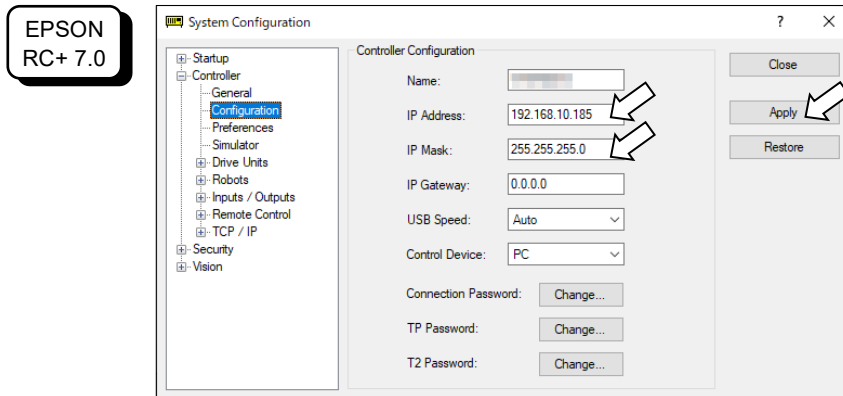 EPSON
RC+ 7.0
System Configuration
? ×
Startup
Controller
General
Configuration
Preferences
Simulator
Drive Units
Robots
Inputs / Outputs
Remote Control
TCP / IP
Security
Vision
Controller Configuration
Name:
IP Address: 192.168.10.185
IP Mask: 255.255.255.0
IP Gateway: 0.0.0.0
USB Speed: Auto
Control Device: PC
Connection Password: Change...
TP Password: Change...
T2 Password: Change...
Close
Apply
Restore